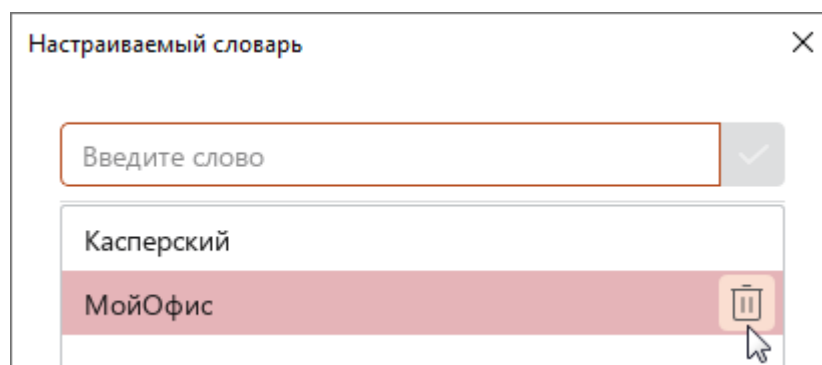 Настраиваемый словарь
Введите слово
Касперский
МойОфис